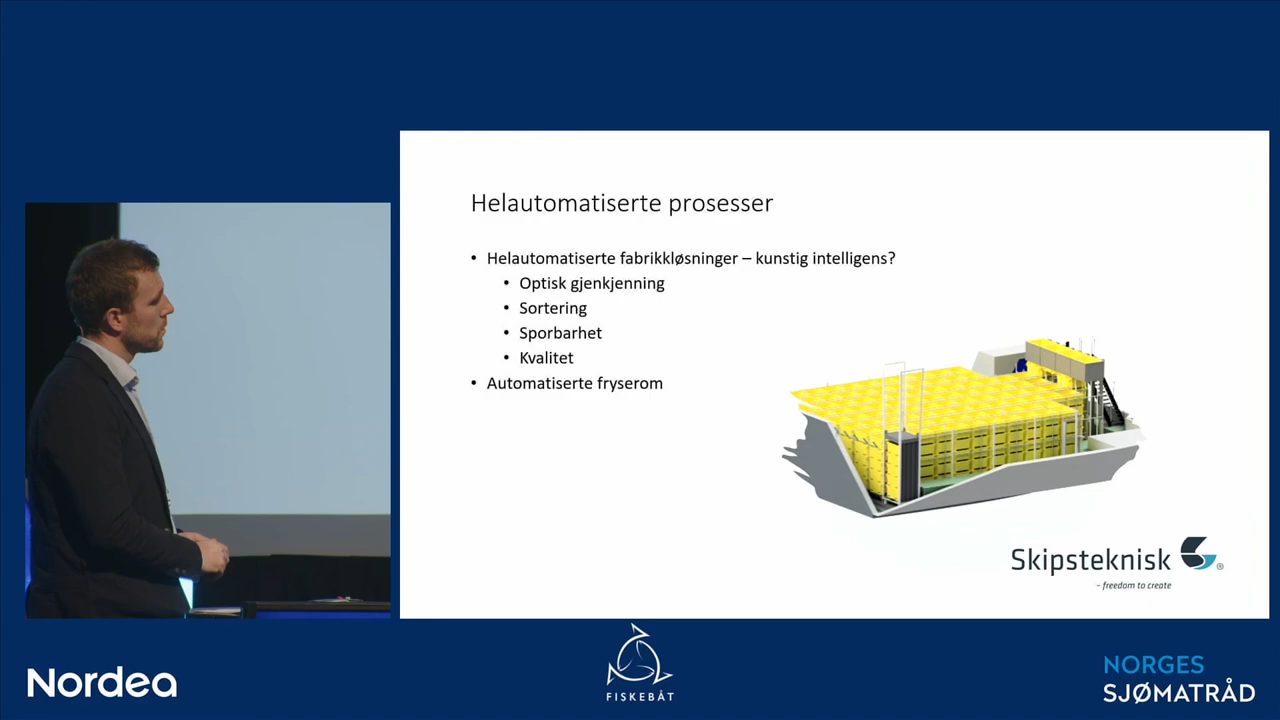 Helautomatiserte prosesser
• Helautomatiserte fabrikkløsninger – kunstig intelligens?
• Optisk gjenkjenning
• Sortering
• Sporbarhet
• Kvalitet
• Automatiserte fryserom
Skipsteknisk ®
– freedom to create
Nordea
FISKEBÅT
NORGES
SJØMATRÅD